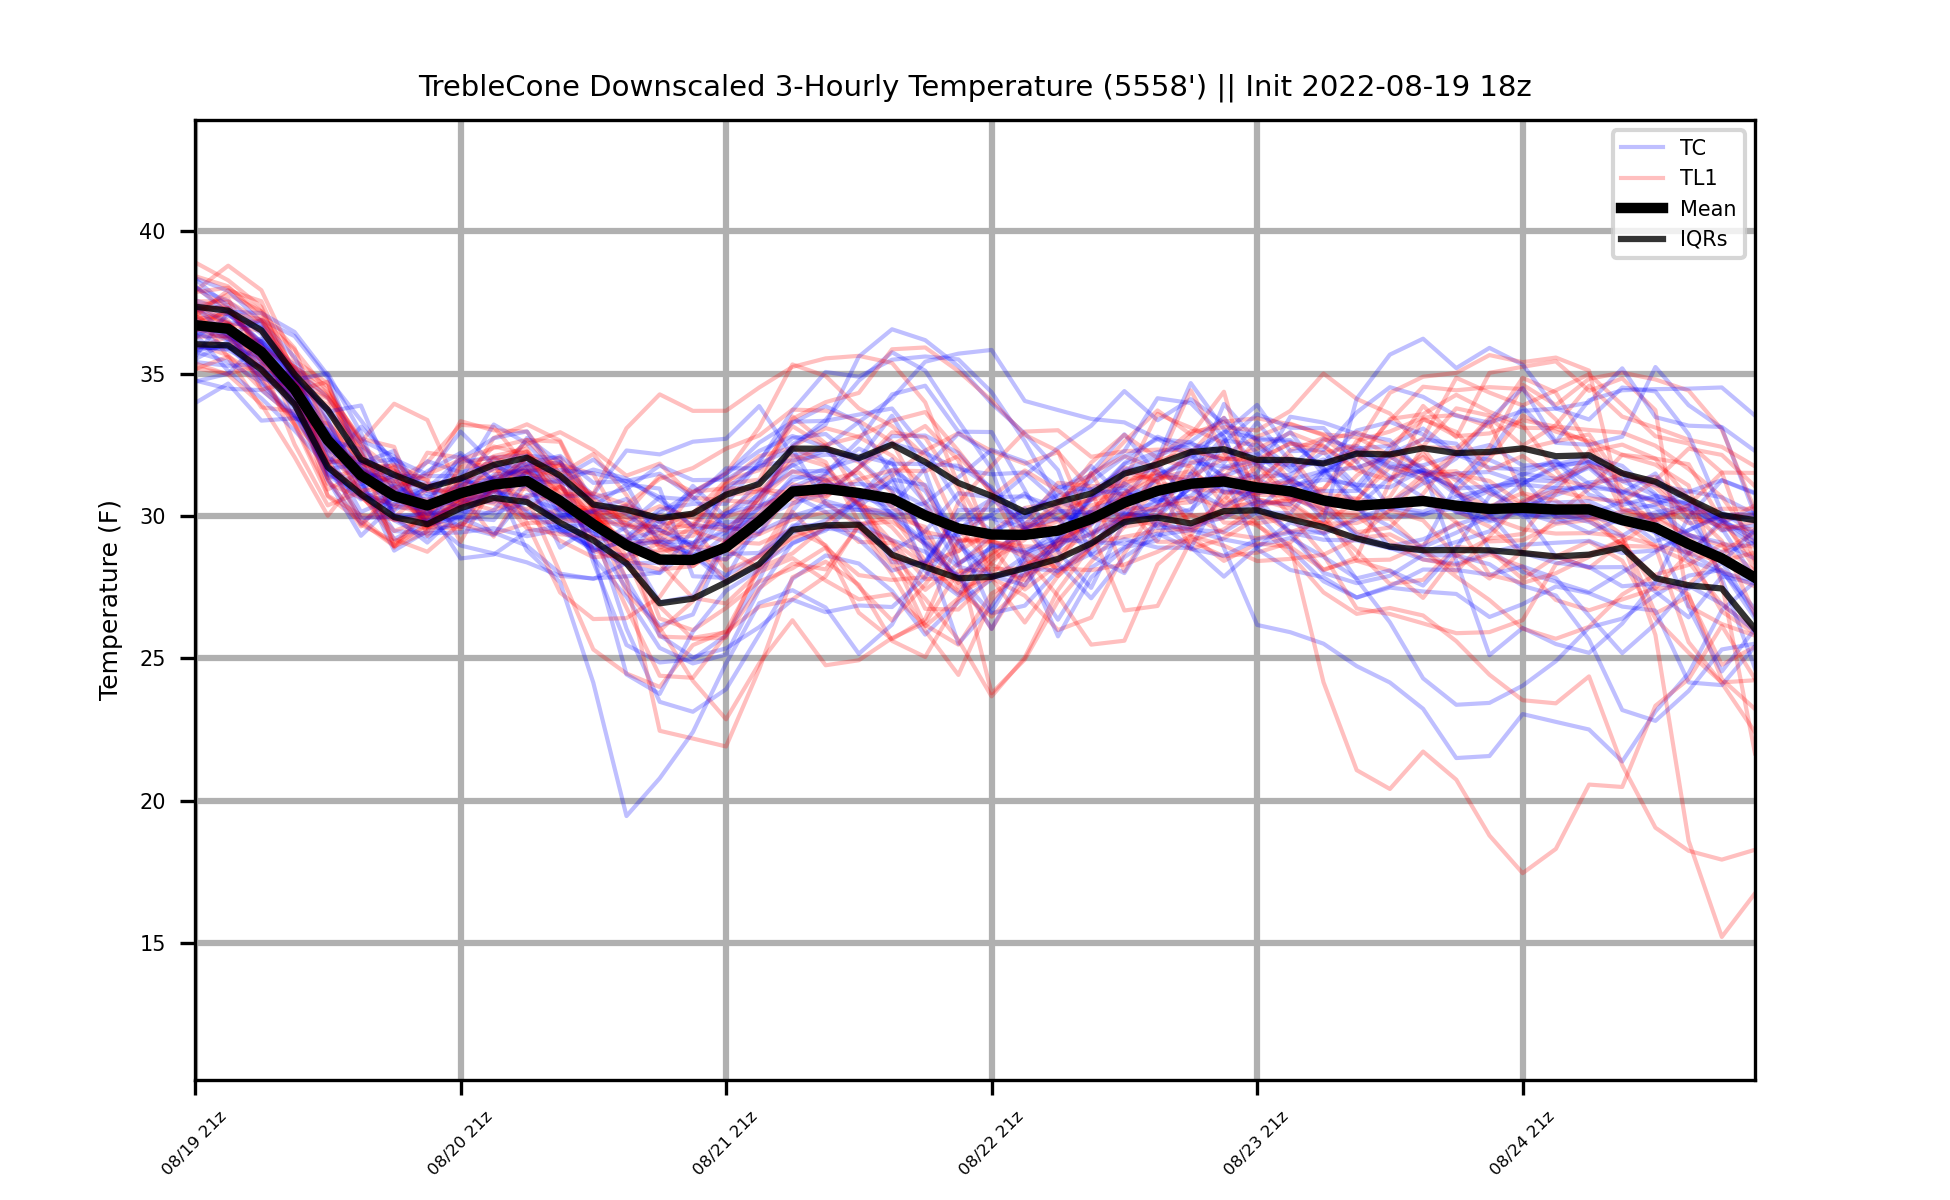 TrebleCone Downscaled 3-Hourly Temperature (5558') || Init 2022-08-19 18z
TC
TL1
Mean
IQRs
Temperature (F)
40
35
30
25
20
15
08/19 21z
08/20 21z
08/21 21z
08/22 21z
08/23 21z
08/24 21z